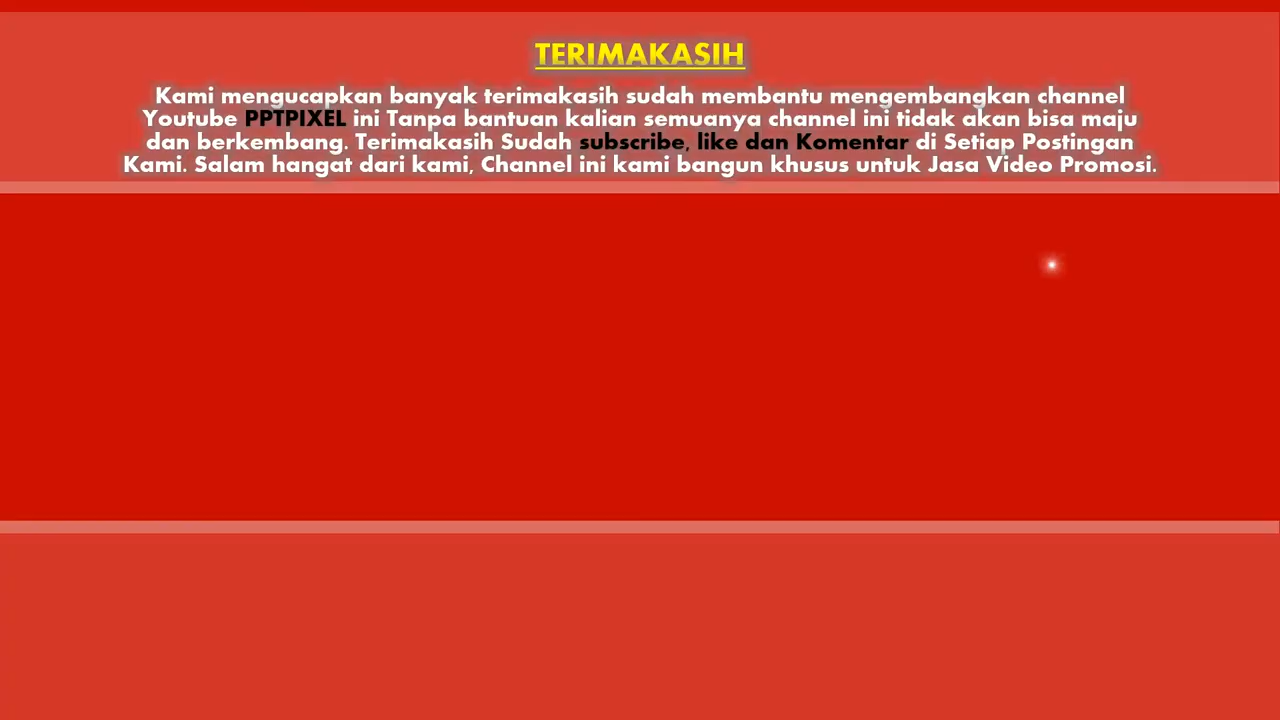 TERIMAKASIH
Kami mengucapkan banyak terimakasih sudah membantu mengembangkan channel
Youtube PPTPIXEL ini Tanpa bantuan kalian semuanya channel ini tidak akan bisa maju
dan berkembang. Terimakasih Sudah subscribe, like dan Komentar di Setiap Postingan
Kami. Salam hangat dari kami, Channel ini kami bangun khusus untuk Jasa Video Promosi.